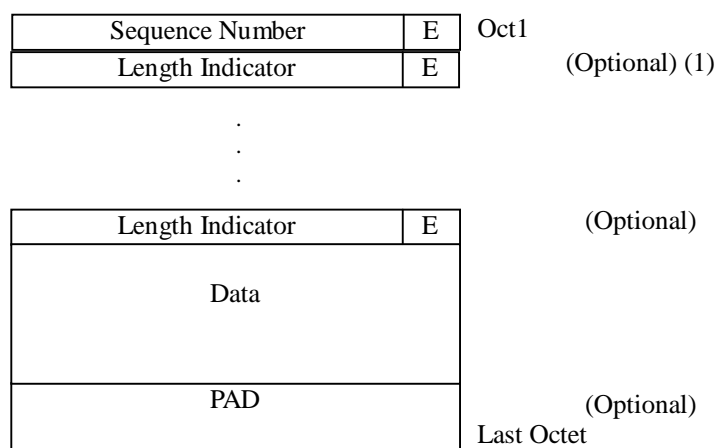 Sequence Number E Oct1
Length Indicator E (Optional) (1)
.
.
.
Length Indicator E (Optional)
Data
PAD (Optional)
Last Octet